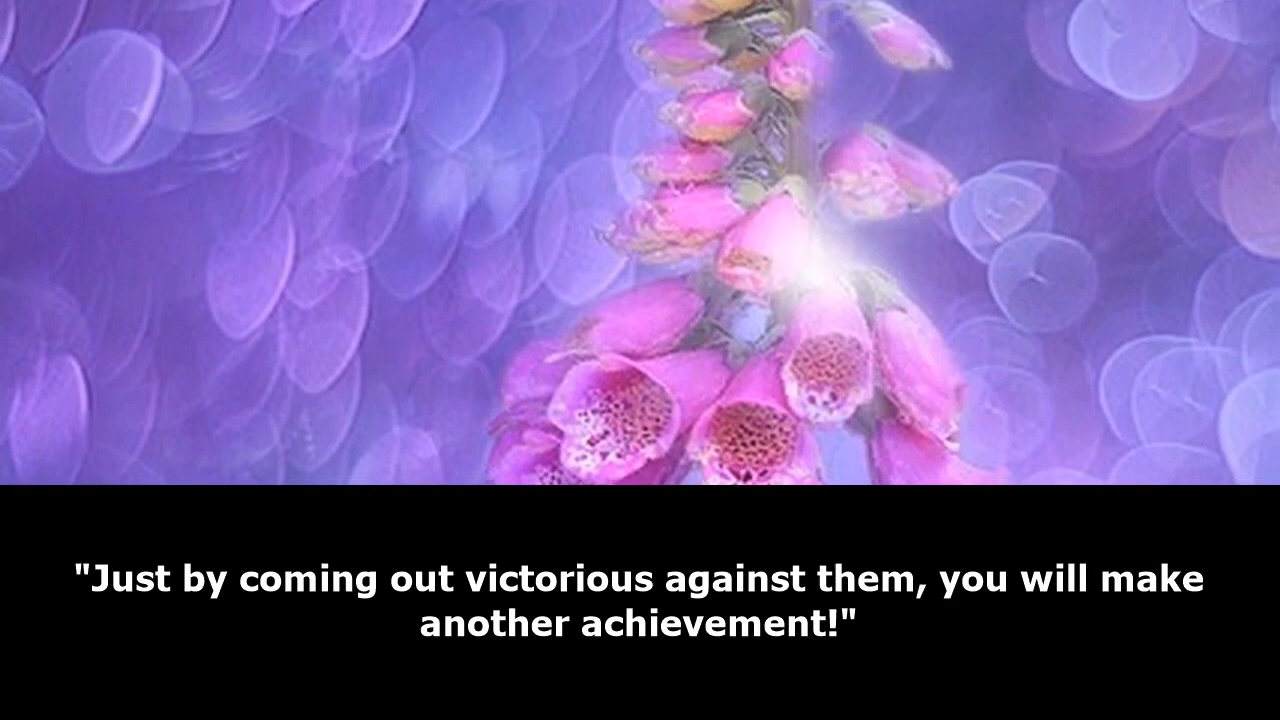 "Just by coming out victorious against them, you will make
another achievement!"